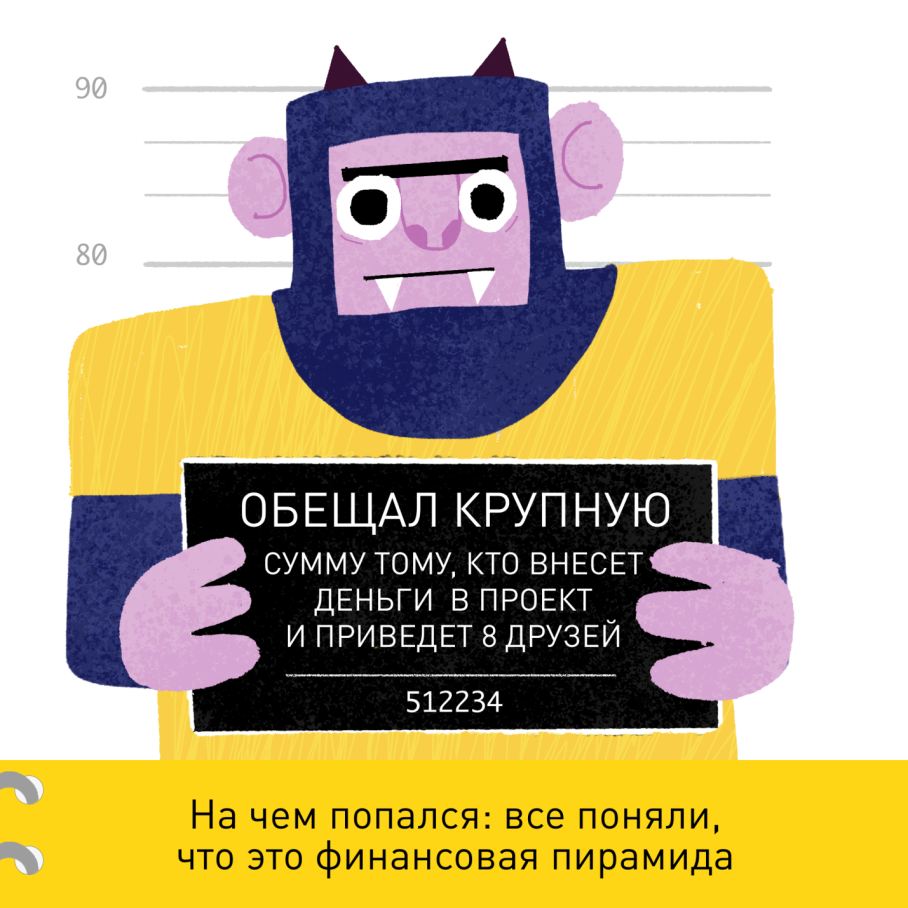 90
80
ОБЕЩАЛ КРУПНУЮ
СУММУ ТОМУ, КТО ВНЕСЕТ
ДЕНЬГИ В ПРОЕКТ
И ПРИВЕДЕТ 8 ДРУЗЕЙ
512234
На чем попался: все поняли,
что это финансовая пирамида